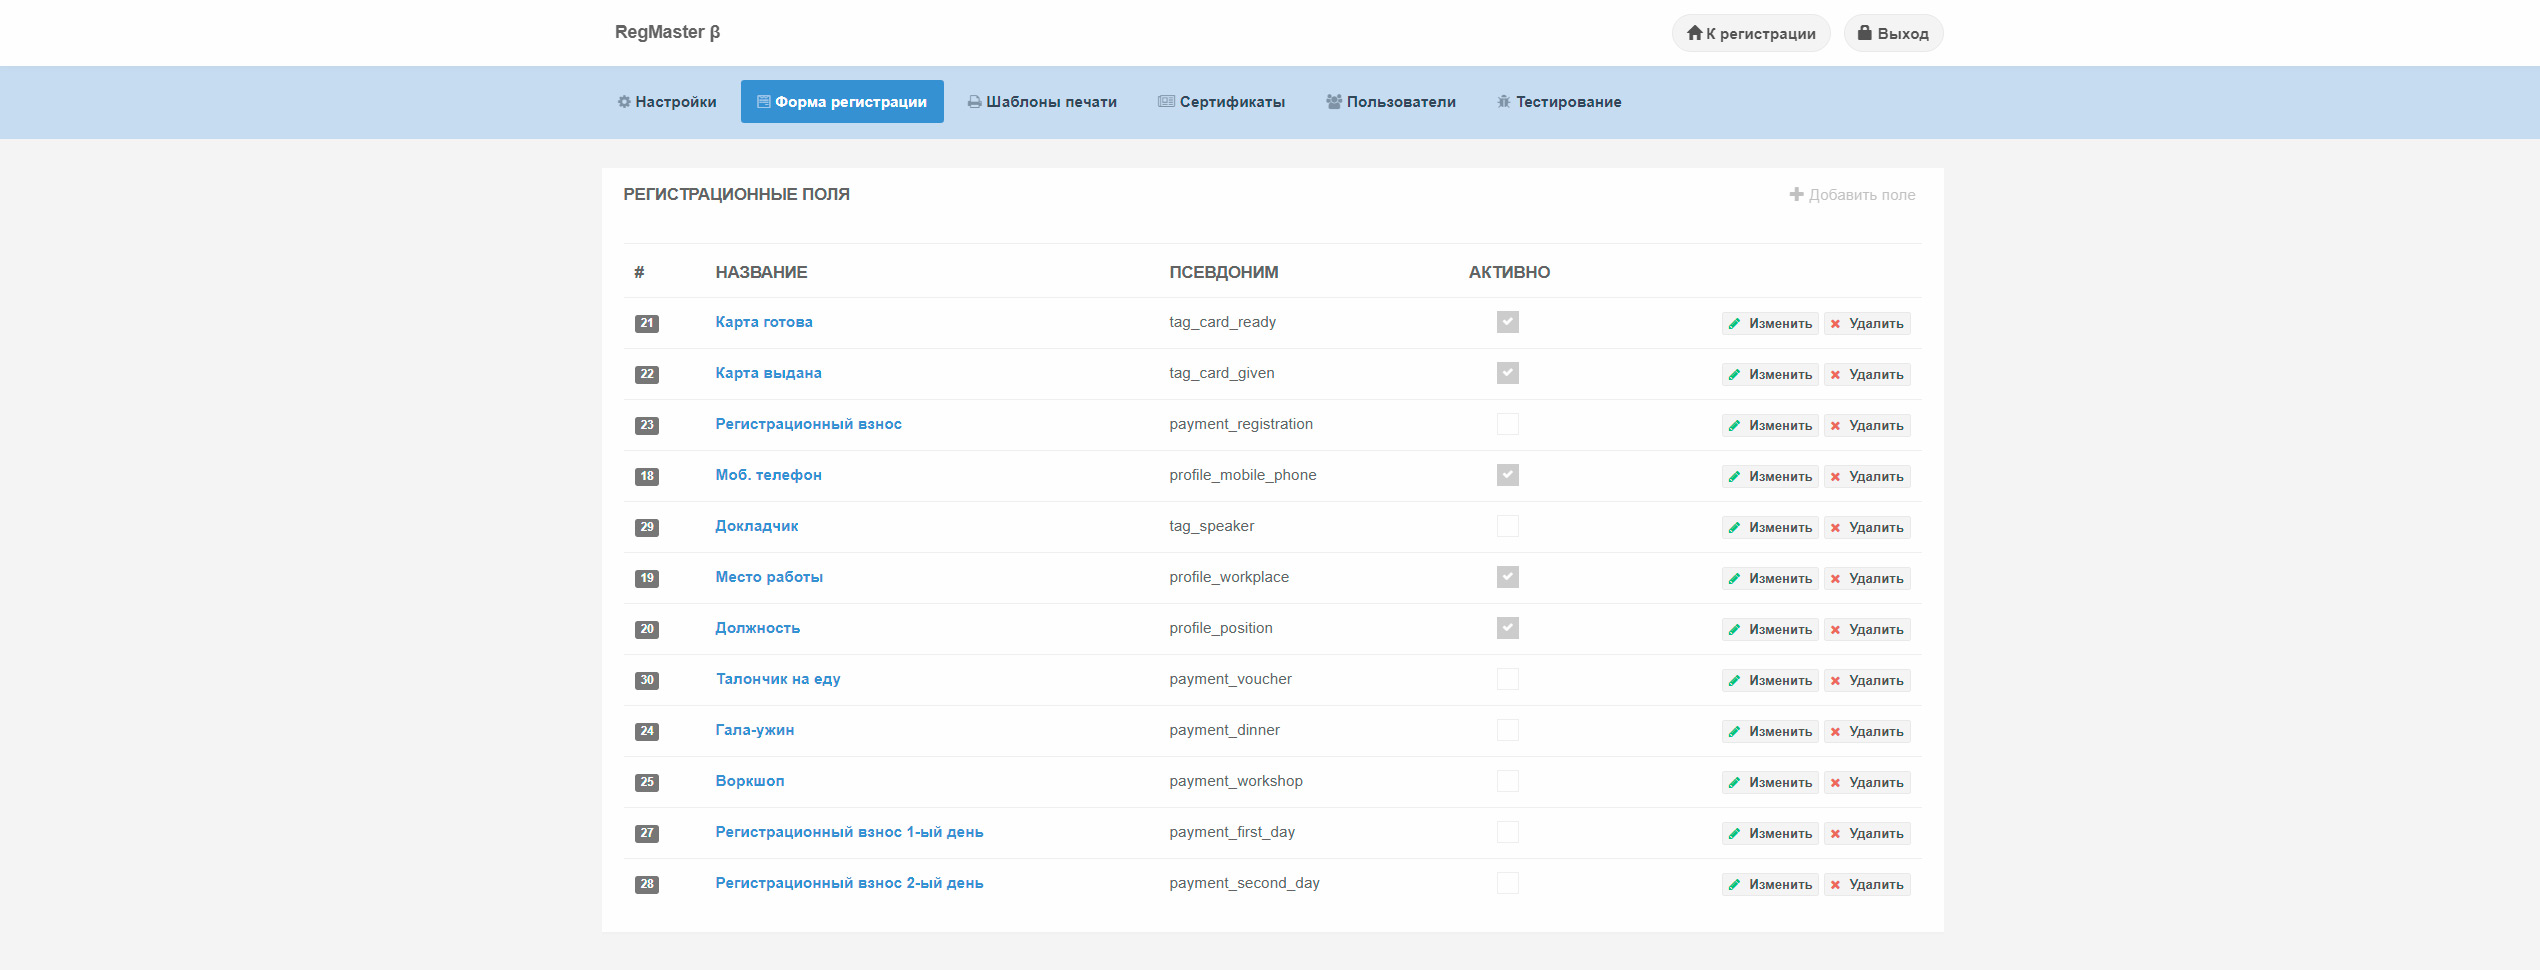 RegMaster β
К регистрации
Выход
Настройки
Форма регистрации
Шаблоны печати
Сертификаты
Пользователи
Тестирование
РЕГИСТРАЦИОННЫЕ ПОЛЯ
Добавить поле
# НАЗВАНИЕ ПСЕВДОНИМ АКТИВНО
21 Карта готова tag_card_ready Изменить Удалить
22 Карта выдана tag_card_given Изменить Удалить
23 Регистрационный взнос payment_registration Изменить Удалить
18 Моб. телефон profile_mobile_phone Изменить Удалить
29 Докладчик tag_speaker Изменить Удалить
19 Место работы profile_workplace Изменить Удалить
20 Должность profile_position Изменить Удалить
30 Талончик на еду payment_voucher Изменить Удалить
24 Гала-ужин payment_dinner Изменить Удалить
25 Воркшоп payment_workshop Изменить Удалить
27 Регистрационный взнос 1-ый день payment_first_day Изменить Удалить
28 Регистрационный взнос 2-ый день payment_second_day Изменить Удалить